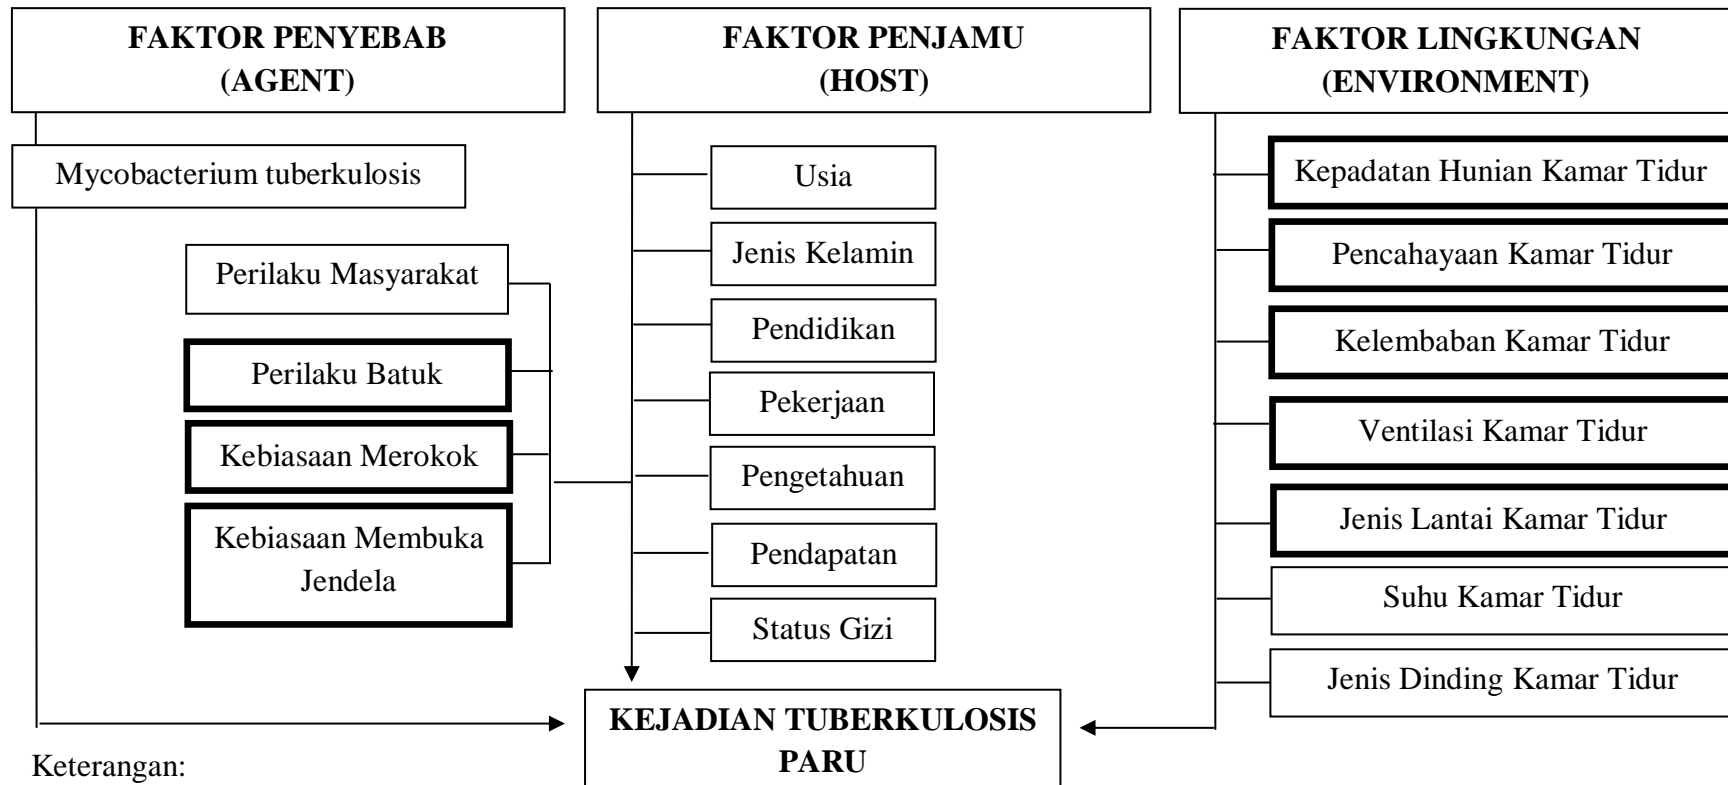 FAKTOR PENYEBAB
(AGENT)
FAKTOR PENJAMU
(HOST)
FAKTOR LINGKUNGAN
(ENVIRONMENT)
Mycobacterium tuberkulosis
Perilaku Masyarakat
Perilaku Batuk
Kebiasaan Merokok
Kebiasaan Membuka
Jendela
Usia
Jenis Kelamin
Pendidikan
Pekerjaan
Pengetahuan
Pendapatan
Status Gizi
Kepadatan Hunian Kamar Tidur
Pencahayaan Kamar Tidur
Kelembaban Kamar Tidur
Ventilasi Kamar Tidur
Jenis Lantai Kamar Tidur
Suhu Kamar Tidur
Jenis Dinding Kamar Tidur
KEJADIAN TUBERKULOSIS
PARU
Keterangan: